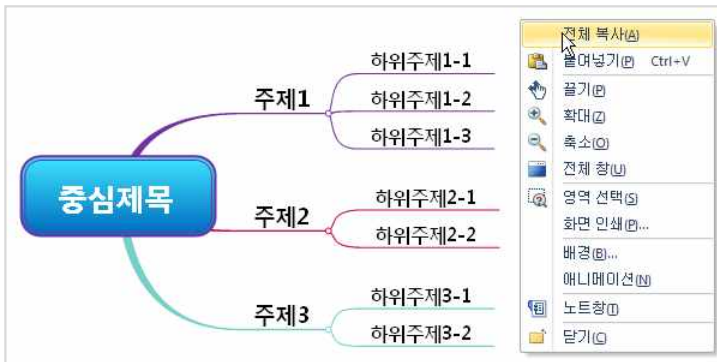 중심제목
주제1
하위주제1-1
하위주제1-2
하위주제1-3
주제2
하위주제2-1
하위주제2-2
주제3
하위주제3-1
하위주제3-2
전체 복사(A)
붙여넣기(P) Ctrl+V
끌기(P)
확대(Z)
축소(O)
전체 창(U)
영역 선택(S)
화면 인쇄(P)...
배경(B)...
애니메이션(N)
노트창(T)
닫기(C)